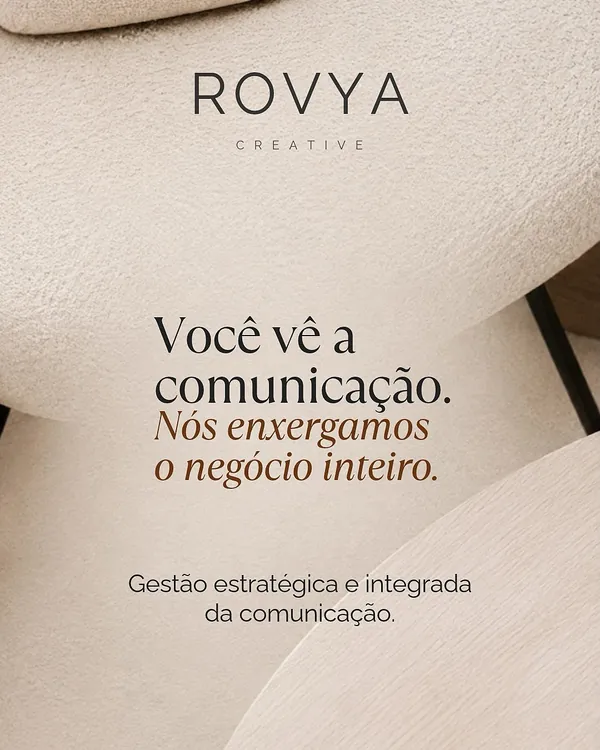 ROVYA
CREATIVE
Você vê a
comunicação.
Nós enxergamos
o negócio inteiro.
Gestão estratégica e integrada
da comunicação.